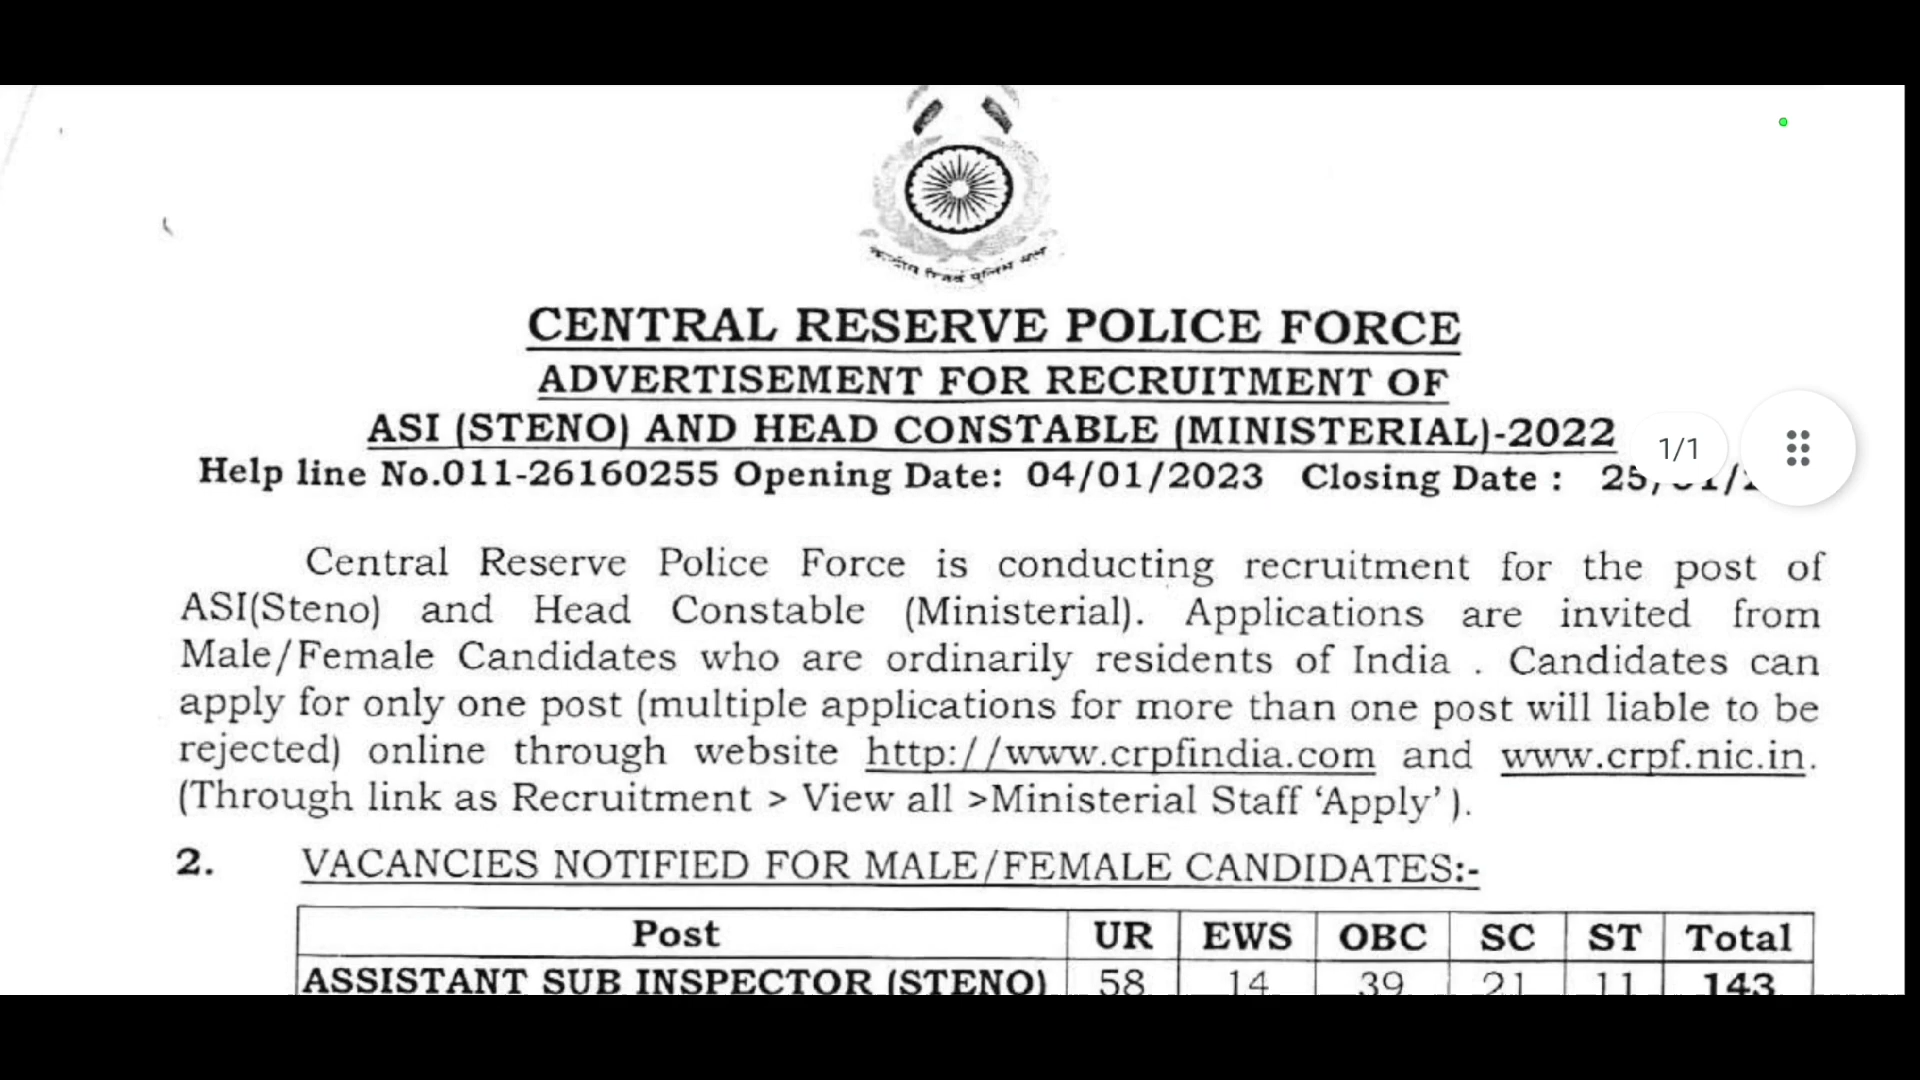 CENTRAL RESERVE POLICE FORCE
ADVERTISEMENT FOR RECRUITMENT OF
ASI (STENO) AND HEAD CONSTABLE (MINISTERIAL)-2022
1/1
Help line No.011-26160255 Opening Date: 04/01/2023 Closing Date :
Central Reserve Police Force is conducting recruitment for the post of
ASI(Steno) and Head Constable (Ministerial). Applications are invited from
Male/Female Candidates who are ordinarily residents of India . Candidates can
apply for only one post (multiple applications for more than one post will liable to be
rejected) online through website http://www.crpfindia.com and www.crpf.nic.in.
(Through link as Recruitment > View all >Ministerial Staff ‘Apply’ ).
2. VACANCIES NOTIFIED FOR MALE/FEMALE CANDIDATES:-
Post UR EWS OBC SC ST Total
ASSISTANT SUB INSPECTOR (STENO) 58 14 39 21 11 143